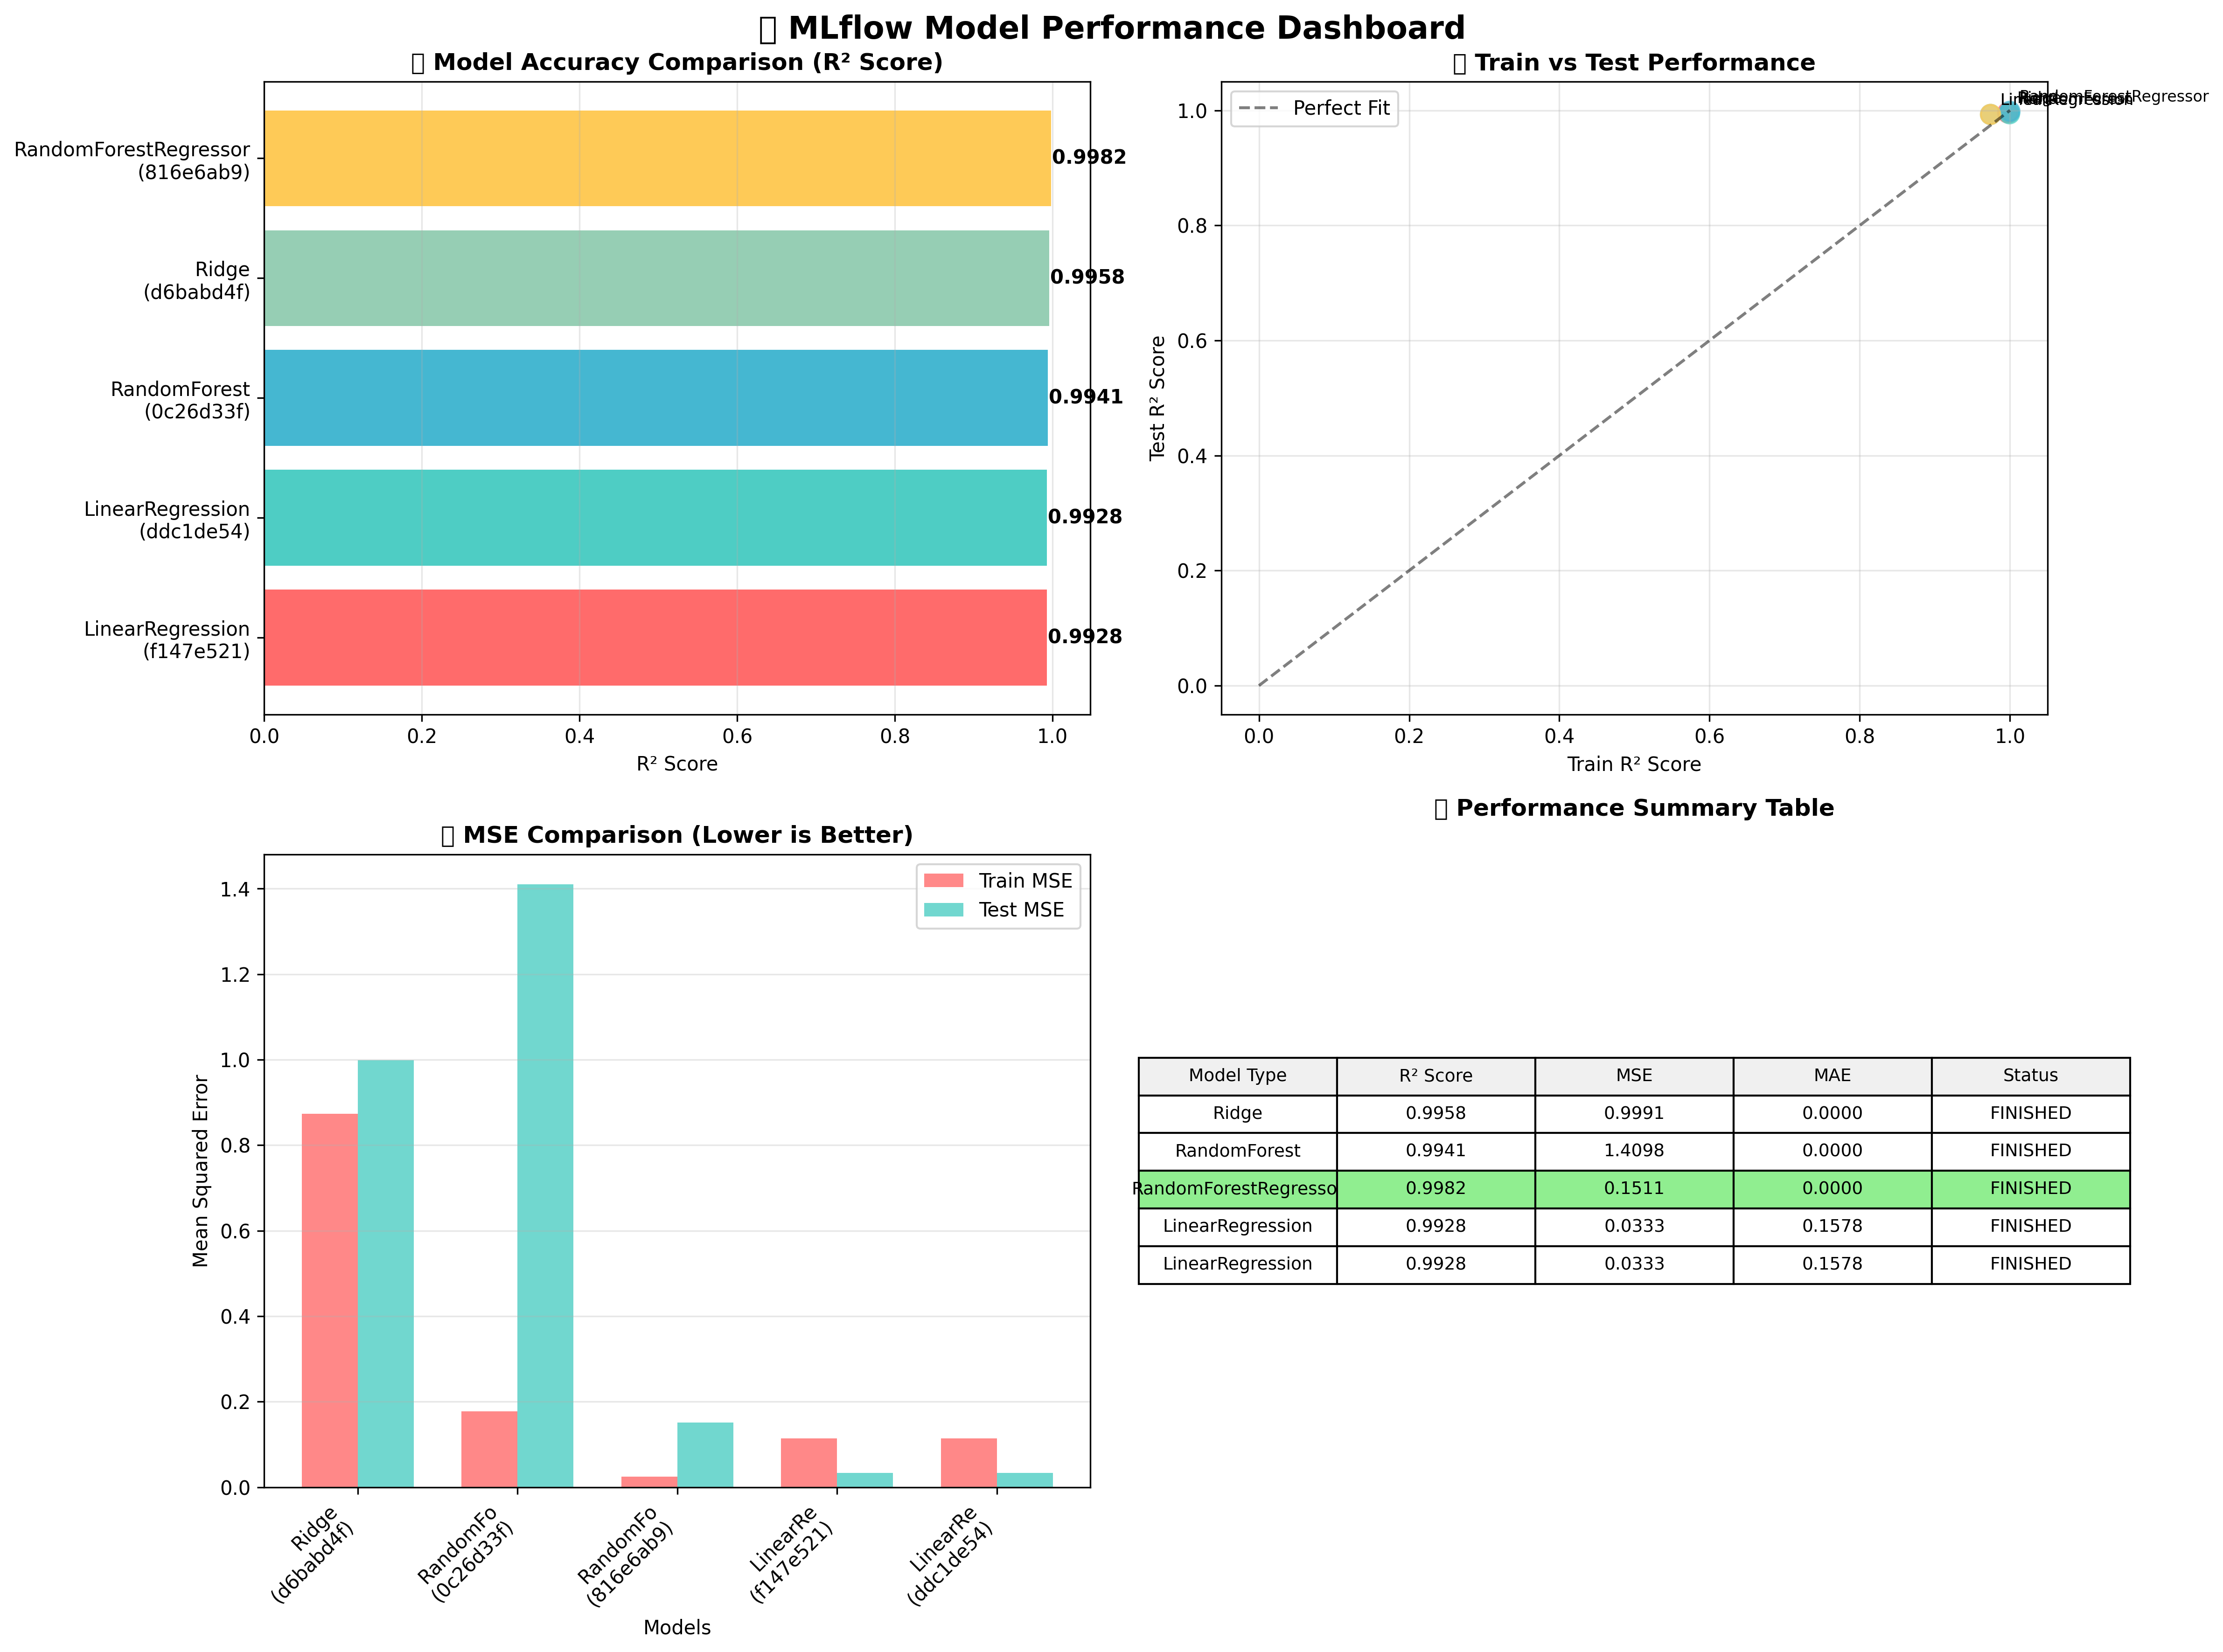 MLflow Model Performance Dashboard
Model Accuracy Comparison (R² Score)
RandomForestRegressor
(816e6ab9)
0.9982
Ridge
(d6babd4f)
0.9958
RandomForest
(0c26d33f)
0.9941
LinearRegression
(ddc1de54)
0.9928
LinearRegression
(f147e521)
0.9928
0.0 0.2 0.4 0.6 0.8 1.0
R² Score
Train vs Test Performance
Perfect Fit
RandomForestRegressor
LinearRegression
1.0
0.8
0.6
0.4
0.2
0.0
Test R² Score
0.0 0.2 0.4 0.6 0.8 1.0
Train R² Score
MSE Comparison (Lower is Better)
Train MSE
Test MSE
1.4
1.2
1.0
0.8
0.6
0.4
0.2
0.0
Mean Squared Error
Ridge
(d6babd4f)
RandomFo
(0c26d33f)
RandomFo
(816e6ab9)
LinearRe
(f147e521)
LinearRe
(ddc1de54)
Models
Performance Summary Table
Model Type R² Score MSE MAE Status
Ridge 0.9958 0.9991 0.0000 FINISHED
RandomForest 0.9941 1.4098 0.0000 FINISHED
RandomForestRegresso 0.9982 0.1511 0.0000 FINISHED
LinearRegression 0.9928 0.0333 0.1578 FINISHED
LinearRegression 0.9928 0.0333 0.1578 FINISHED